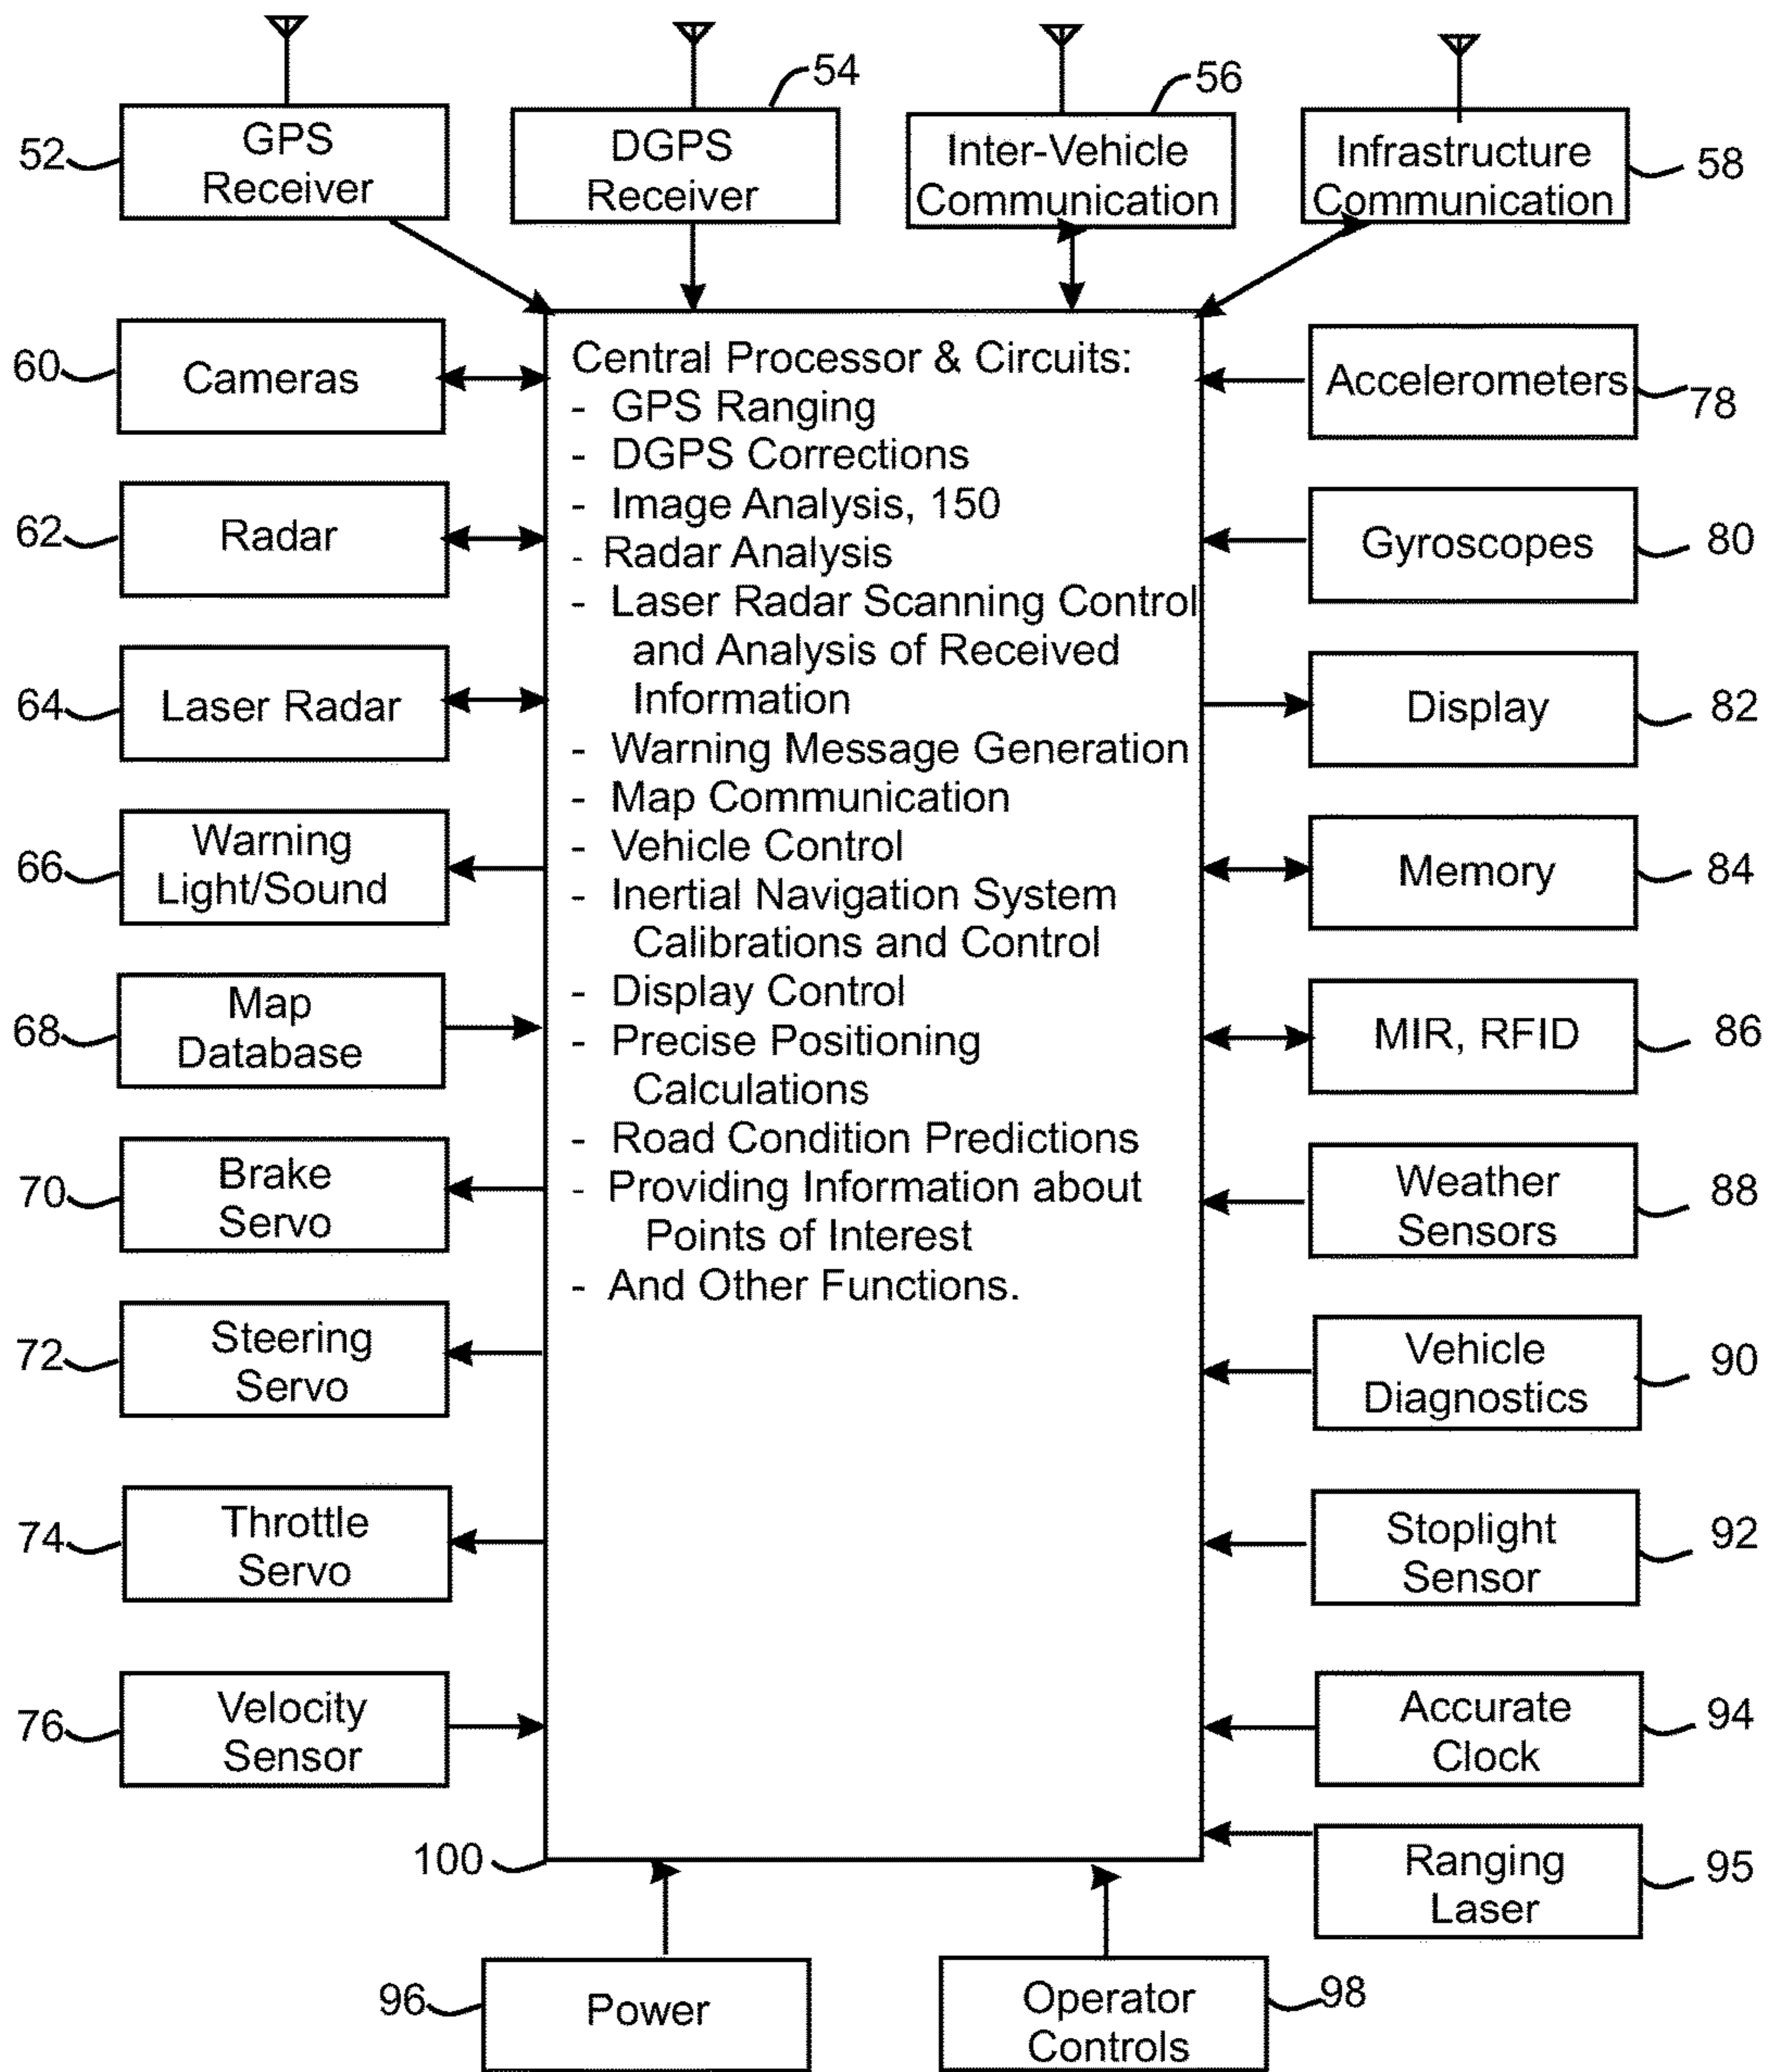 54
56
52
GPS
Receiver
DGPS
Receiver
Inter-Vehicle
Communication
Infrastructure
Communication
58
60
Cameras
62
Radar
64
Laser Radar
66
Warning
Light/Sound
68
Map
Database
70
Brake
Servo
72
Steering
Servo
74
Throttle
Servo
76
Velocity
Sensor
Central Processor & Circuits:
- GPS Ranging
- DGPS Corrections
- Image Analysis, 150
- Radar Analysis
- Laser Radar Scanning Control
and Analysis of Received
Information
- Warning Message Generation
- Map Communication
- Vehicle Control
- Inertial Navigation System
Calibrations and Control
- Display Control
- Precise Positioning
Calculations
- Road Condition Predictions
- Providing Information about
Points of Interest
- And Other Functions.
100
Accelerometers
78
Gyroscopes
80
Display
82
Memory
84
MIR, RFID
86
Weather
Sensors
88
Vehicle
Diagnostics
90
Stoplight
Sensor
92
Accurate
Clock
94
Ranging
Laser
95
96
Power
Operator
Controls
98